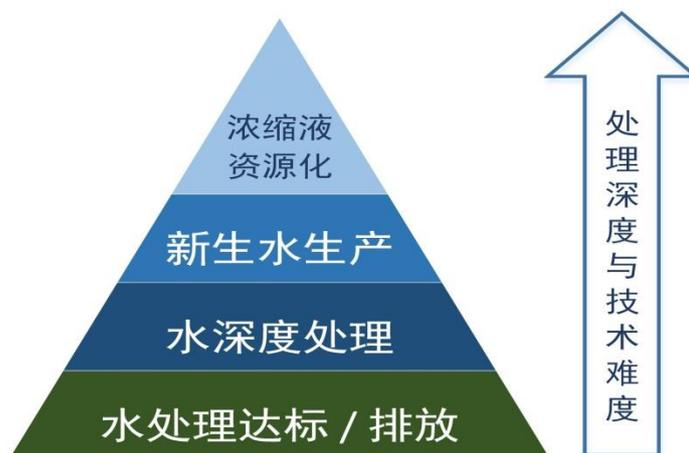 浓缩液
资源化
新生水生产
水深度处理
水处理达标 / 排放
处理深度与技术难度